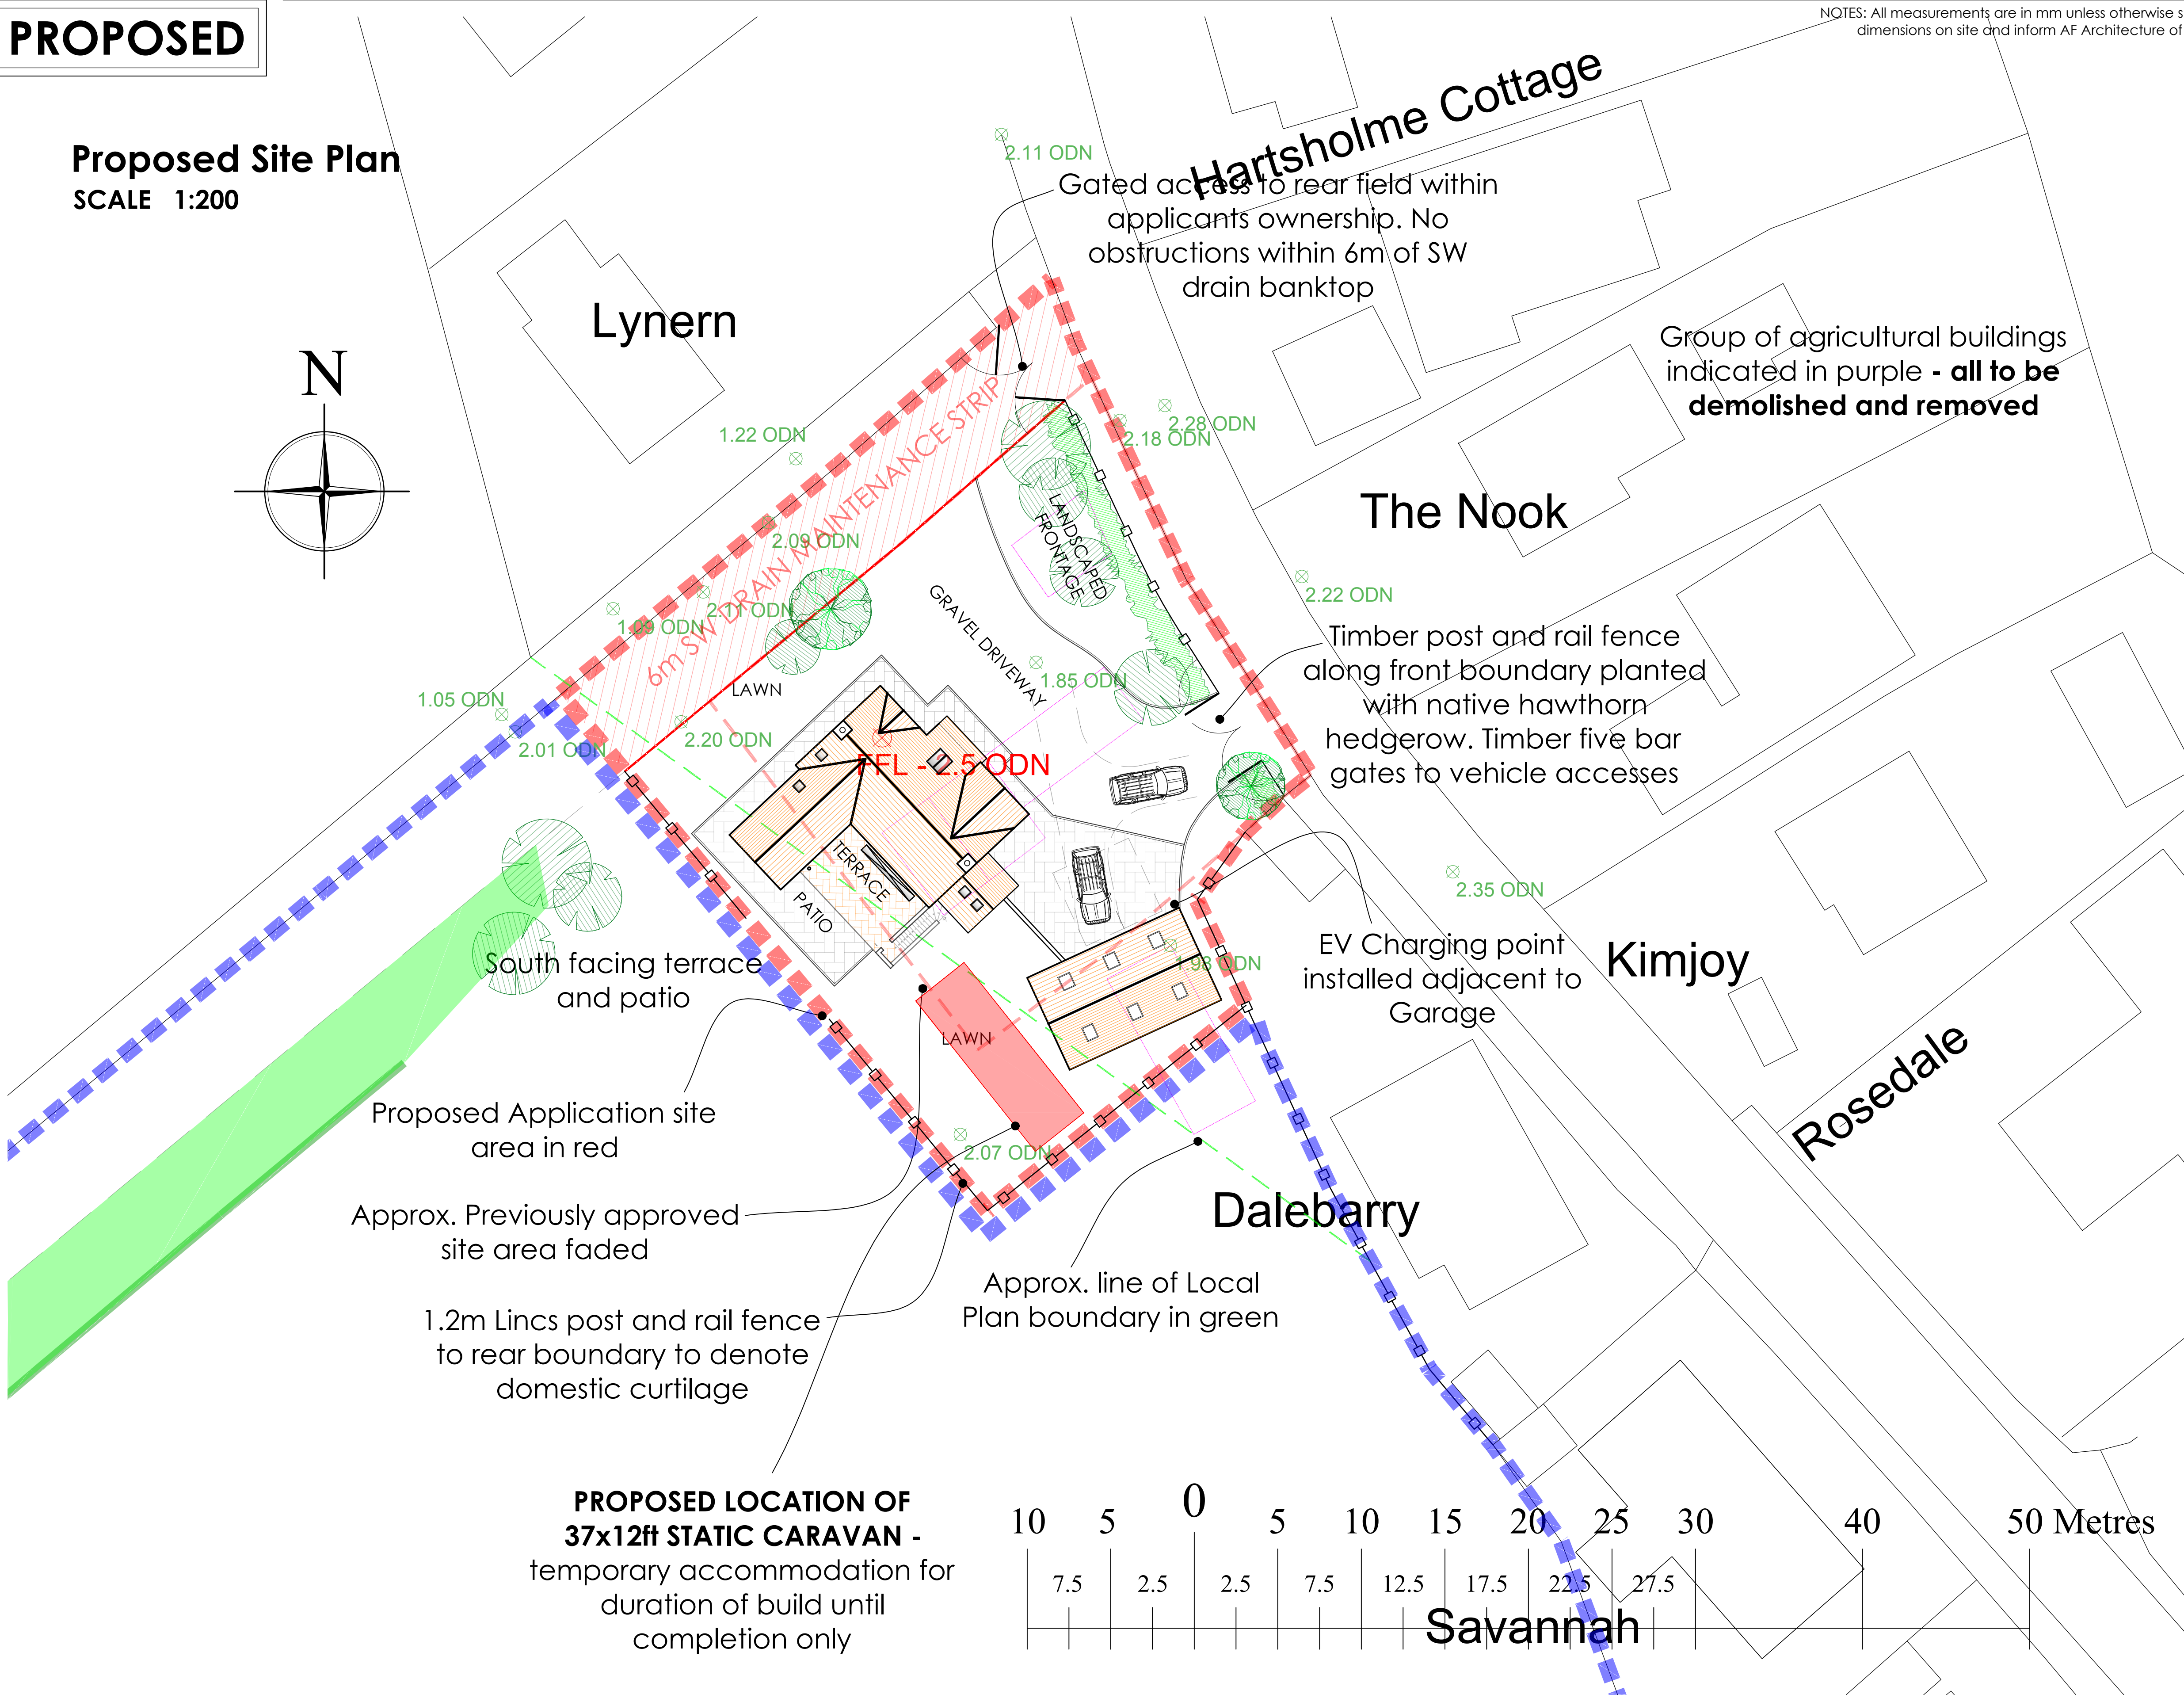 PROPOSED
NOTES: All measurements are in mm unless otherwise s
dimensions on site and inform AF Architecture of
Proposed Site Plan
SCALE 1:200
N
Hartsholme Cottage
2.11 ODN
Gated access to rear field within
applicants ownership. No
obstructions within 6m of SW
drain banktop
Lynern
Group of agricultural buildings
indicated in purple - all to be
demolished and removed
1.22 ODN
2.28 ODN
2.18 ODN
6m SW DRAIN MAINTENANCE STRIP
The Nook
LANDSCAPED
FRONTAGE
2.09 ODN
2.11 ODN
1.09 ODN
GRAVEL DRIVEWAY
2.22 ODN
Timber post and rail fence
along front boundary planted
with native hawthorn
hedgerow. Timber five bar
gates to vehicle accesses
1.85 ODN
LAWN
1.05 ODN
2.01 ODN
2.20 ODN
FFL - 2.5 ODN
TERRACE
PATIO
2.35 ODN
South facing terrace
and patio
1.98 ODN
EV Charging point
installed adjacent to
Garage
Kimjoy
LAWN
Rosedale
Proposed Application site
area in red
2.07 ODN
Approx. Previously approved
site area faded
Dalebarry
Approx. line of Local
Plan boundary in green
1.2m Lincs post and rail fence
to rear boundary to denote
domestic curtilage
PROPOSED LOCATION OF
37x12ft STATIC CARAVAN -
temporary accommodation for
duration of build until
completion only
10 5 0 5 10 15 20 25 30 40 50 Metres
7.5 2.5 2.5 7.5 12.5 17.5 22.5 27.5
Savannah